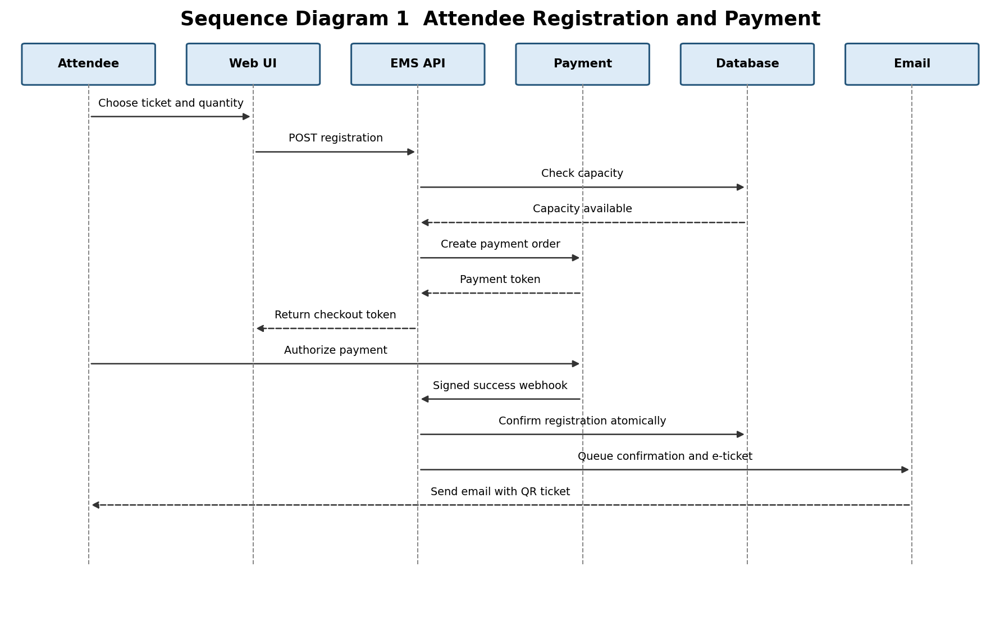 Sequence Diagram 1  Attendee Registration and Payment
Attendee
Web UI
EMS API
Payment
Database
Email
Choose ticket and quantity
POST registration
Check capacity
Capacity available
Create payment order
Payment token
Return checkout token
Authorize payment
Signed success webhook
Confirm registration atomically
Queue confirmation and e-ticket
Send email with QR ticket